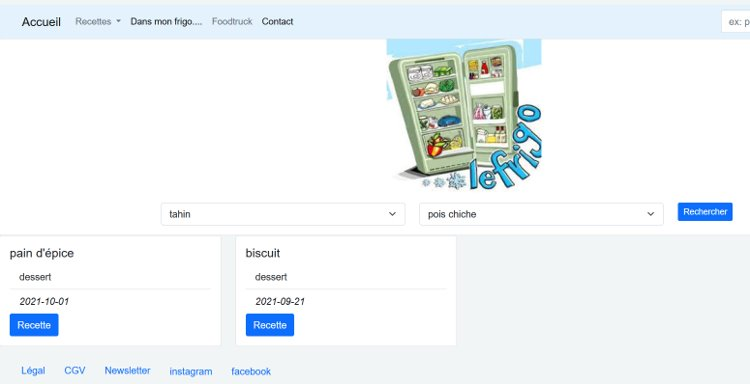 Accueil Recettes Dans mon frigo.... Foodtruck Contact ex: p
lefrigo
tahin pois chiche Rechercher
pain d'épice biscuit
dessert dessert
2021-10-01 2021-09-21
Recette Recette
Légal CGV Newsletter instagram facebook